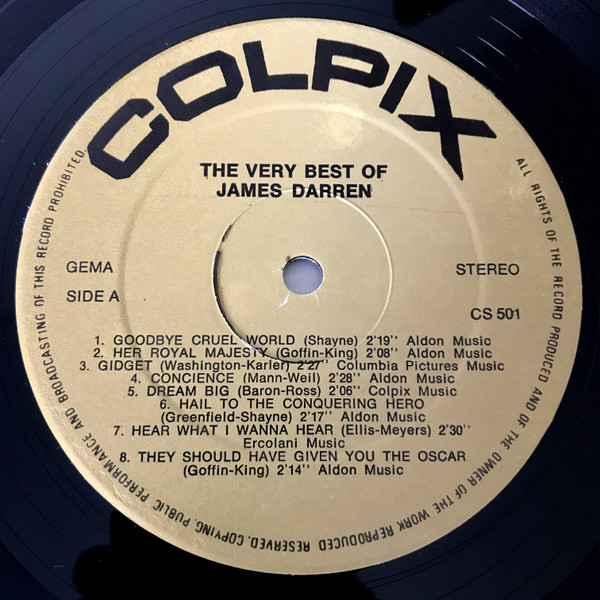 COLPIX
THE VERY BEST OF
JAMES DARREN
GEMA
STEREO
SIDE A
CS 501
1. GOODBYE CRUEL WORLD (Shayne) 2'19'' Aldon Music
2. HER ROYAL MAJESTY (Goffin-King) 2'08'' Aldon Music
3. GIDGET (Washington-Karler) 2'27'' Columbia Pictures Music
4. CONCIENCE (Mann-Weil) 2'28'' Aldon Music
5. DREAM BIG (Baron-Ross) 2'06'' Colpix Music
6. HAIL TO THE CONQUERING HERO
(Greenfield-Shayne) 2'17'' Aldon Music
7. HEAR WHAT I WANNA HEAR (Ellis-Meyers) 2'30''
Ercolani Music
8. THEY SHOULD HAVE GIVEN YOU THE OSCAR
(Goffin-King) 2'14'' Aldon Music
ALL RIGHTS OF THE RECORD PRODUCED AND OF THE OWNER OF THE WORK REPRODUCED RESERVED. COPYING PUBLIC PERFORMANCE AND BROADCASTING OF THIS RECORD PROHIBITED.